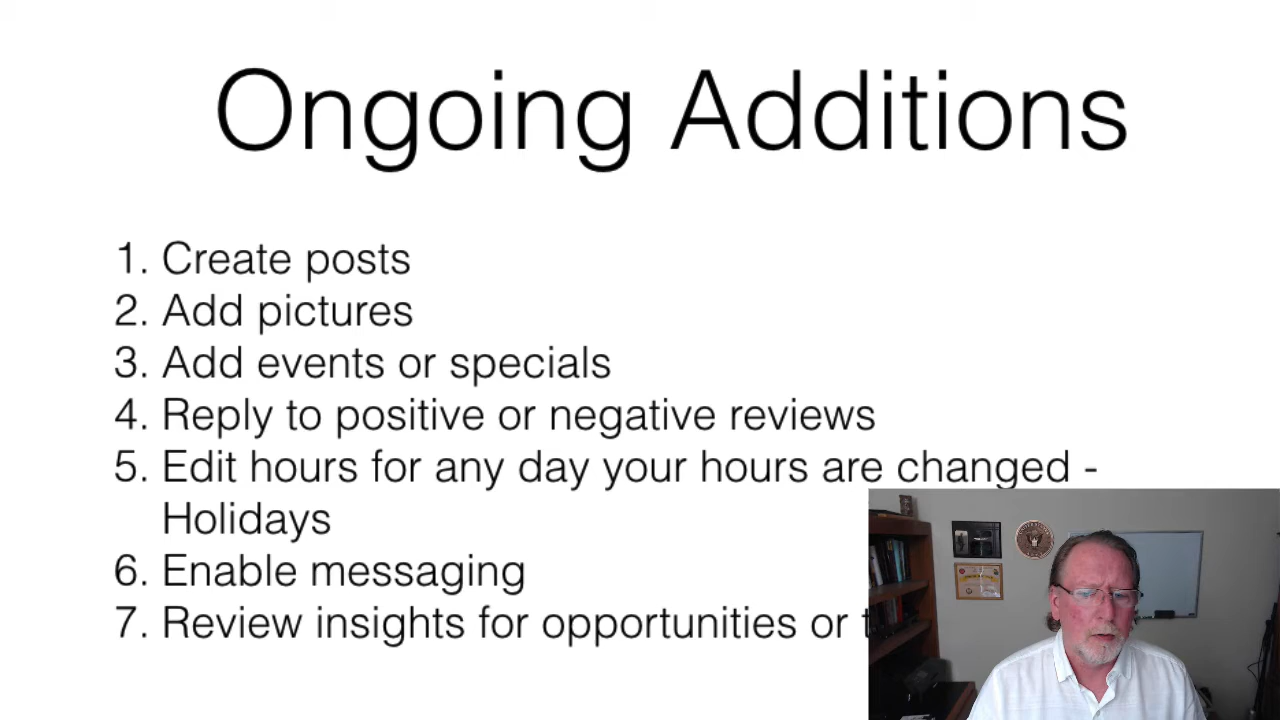 Ongoing Additions
1. Create posts
2. Add pictures
3. Add events or specials
4. Reply to positive or negative reviews
5. Edit hours for any day your hours are changed -
Holidays
6. Enable messaging
7. Review insights for opportunities or